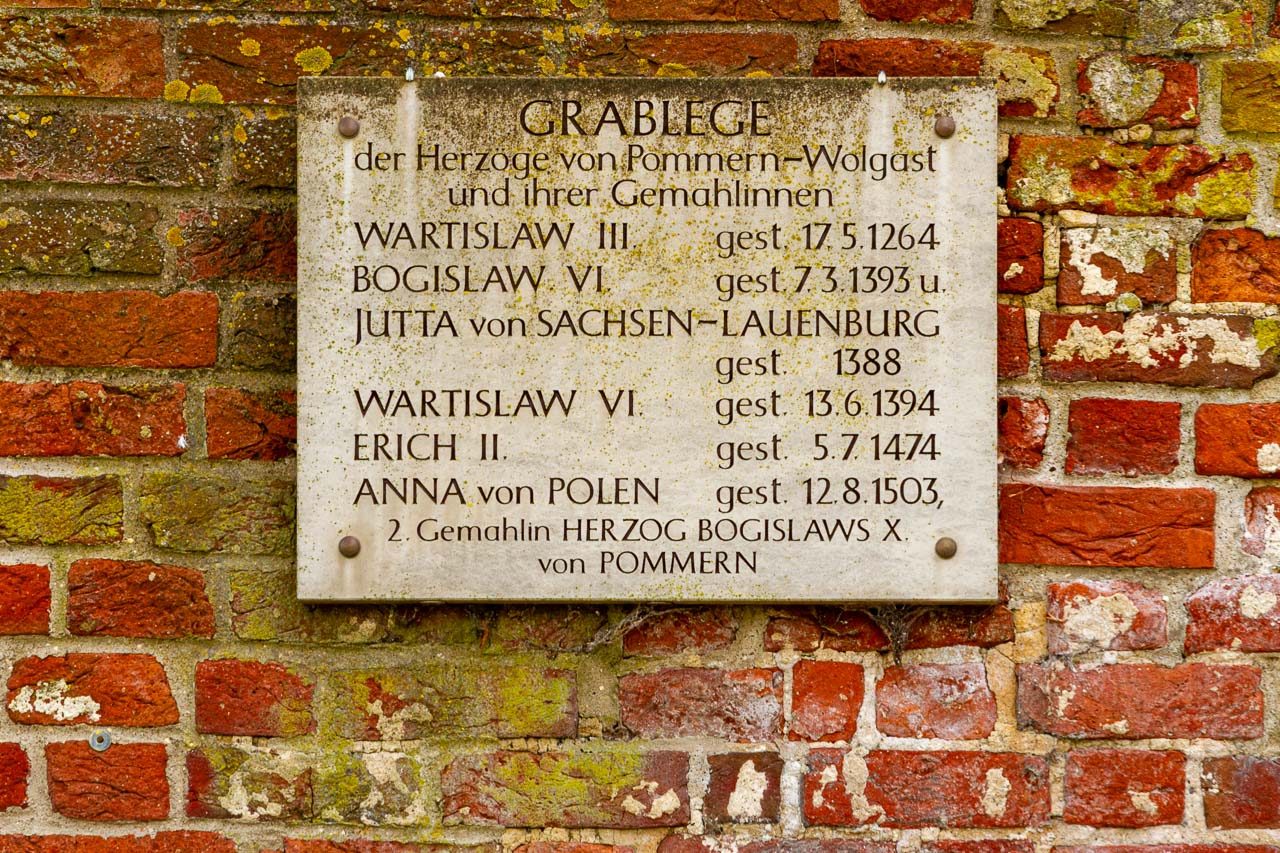 GRABLEGE
der Herzöge von Pommern-Wolgast
und ihrer Gemahlinnen
WARTISLAW III. gest. 17.5.1264
BOGISLAW VI. gest. 7.3.1393 u.
JUTTA von SACHSEN-LAUENBURG
gest. 1388
WARTISLAW VI. gest. 13.6.1394
ERICH II. gest. 5.7.1474
ANNA von POLEN gest. 12.8.1503,
2. Gemahlin HERZOG BOGISLAWS X.
von POMMERN